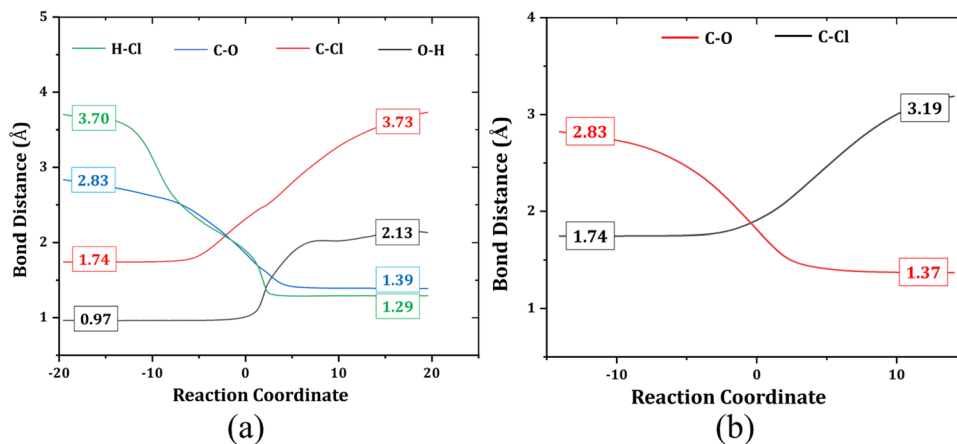 H-Cl C-O C-Cl O-H
Bond Distance (Å)
5
4
3
2
1
3.70
2.83
1.74
0.97
3.73
2.13
1.39
1.29
-20 -10 0 10 20
Reaction Coordinate
(a)
C-O C-Cl
Bond Distance (Å)
4
3
2
1
0
2.83
1.74
3.19
1.37
-10 0 10
Reaction Coordinate
(b)